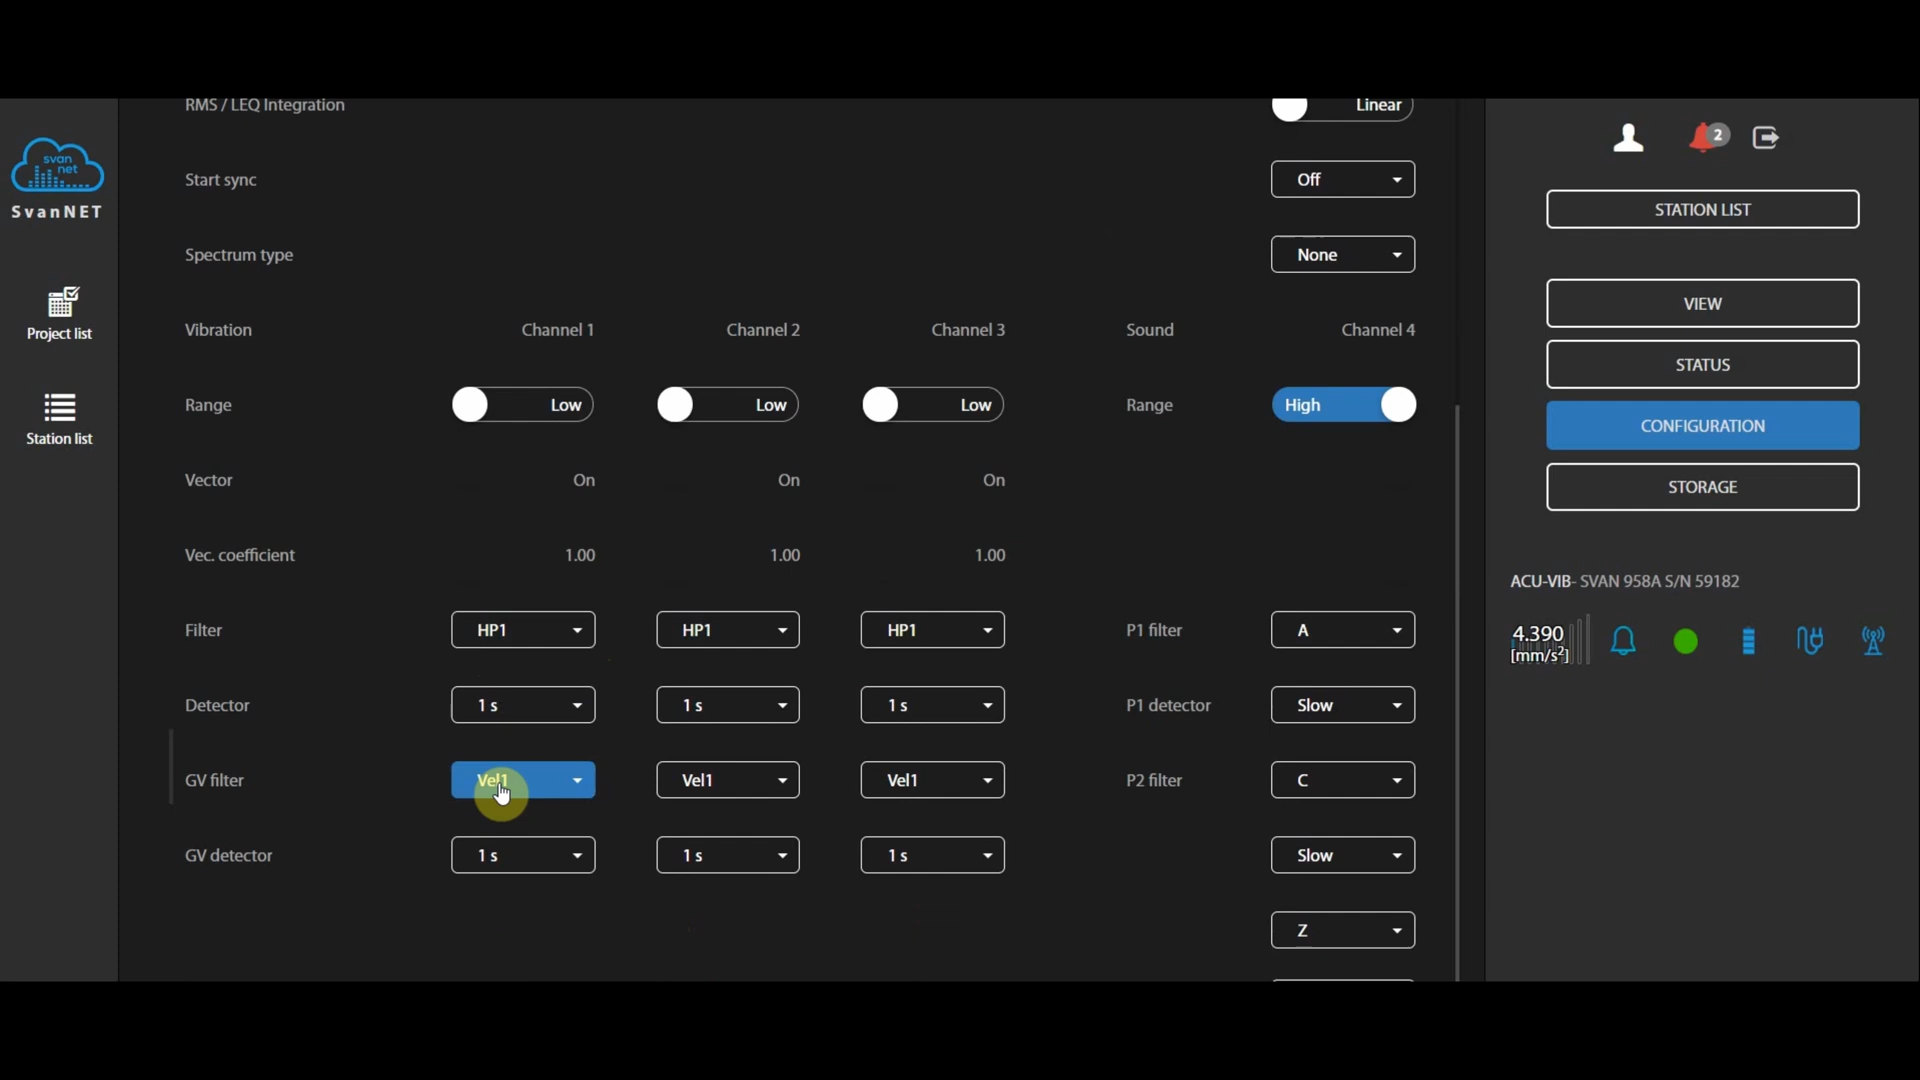 svan
net
SvanNET
Project list
Station list
RMS / LEQ Integration
Linear
Start sync
Off
Spectrum type
None
Vibration Channel 1 Channel 2 Channel 3 Sound Channel 4
Range Low Low Low Range High
Vector On On On
Vec. coefficient 1.00 1.00 1.00
Filter HP1 HP1 HP1 P1 filter A
Detector 1 s 1 s 1 s P1 detector Slow
GV filter Vel1 Vel1 Vel1 P2 filter C
GV detector 1 s 1 s 1 s Slow
Z
2
STATION LIST
VIEW
STATUS
CONFIGURATION
STORAGE
ACU-VIB- SVAN 958A S/N 59182
4.390
[mm/s²]